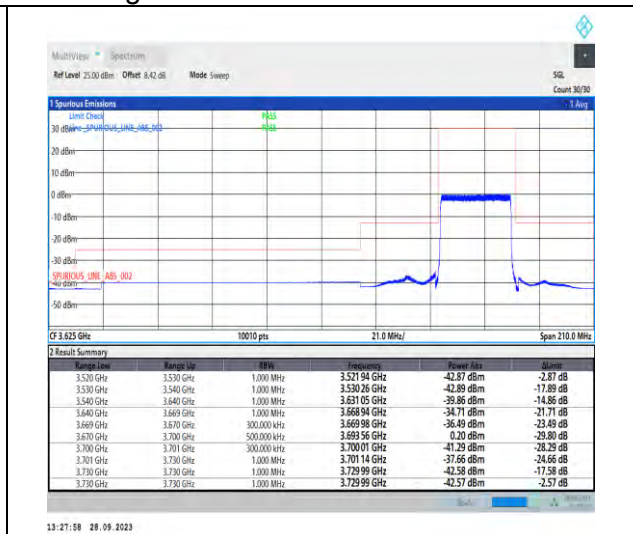 MultiView Spectrum
Ref Level 25.00 dBm Offset 8.42 dB Mode Sweep SGL
Count 30/30
1 Spurious Emissions 1 Avg
Limit Check PASS
Line _SPURIOUS_LINE_ABS_002 PASS
30 dBm
20 dBm
10 dBm
0 dBm
-10 dBm
-20 dBm
-30 dBm
SPURIOUS_LINE_ABS_002
-40 dBm
-50 dBm
CF 3.625 GHz 10010 pts 21.0 MHz/ Span 210.0 MHz
2 Result Summary
Range Low Range Up RBW Frequency Power Abs ΔLimit
3.520 GHz 3.530 GHz 1.000 MHz 3.521 94 GHz -42.87 dBm -2.87 dB
3.530 GHz 3.540 GHz 1.000 MHz 3.530 26 GHz -42.89 dBm -17.89 dB
3.540 GHz 3.640 GHz 1.000 MHz 3.631 05 GHz -39.86 dBm -14.86 dB
3.640 GHz 3.669 GHz 1.000 MHz 3.668 94 GHz -34.71 dBm -21.71 dB
3.669 GHz 3.670 GHz 300.000 kHz 3.669 98 GHz -36.49 dBm -23.49 dB
3.670 GHz 3.700 GHz 500.000 kHz 3.693 56 GHz 0.20 dBm -29.80 dB
3.700 GHz 3.701 GHz 300.000 kHz 3.700 01 GHz -41.29 dBm -28.29 dB
3.701 GHz 3.730 GHz 1.000 MHz 3.701 14 GHz -37.66 dBm -24.66 dB
3.730 GHz 3.730 GHz 1.000 MHz 3.729 99 GHz -42.58 dBm -17.58 dB
3.730 GHz 3.730 GHz 1.000 MHz 3.729 99 GHz -42.57 dBm -2.57 dB
13:27:58 28.09.2023